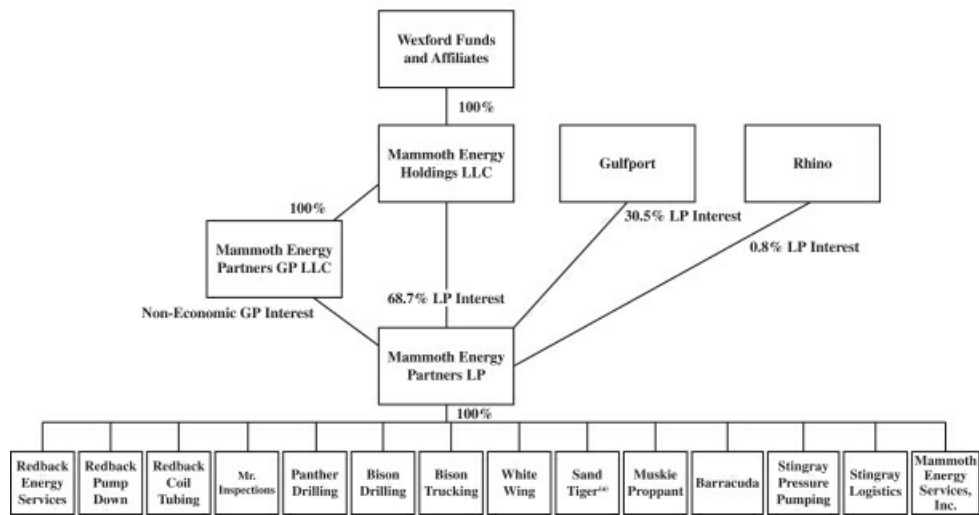 Wexford Funds
and Affiliates
100%
Mammoth Energy
Holdings LLC
Gulfport
Rhino
100%
30.5% LP Interest
Mammoth Energy
Partners GP LLC
0.8% LP Interest
68.7% LP Interest
Non-Economic GP Interest
Mammoth Energy
Partners LP
100%
Redback
Energy
Services
Redback
Pump
Down
Redback
Coil
Tubing
Mr.
Inspections
Panther
Drilling
Bison
Drilling
Bison
Trucking
White
Wing
Sand
Tiger(a)
Muskie
Proppant
Barracuda
Stingray
Pressure
Pumping
Stingray
Logistics
Mammoth
Energy
Services,
Inc.